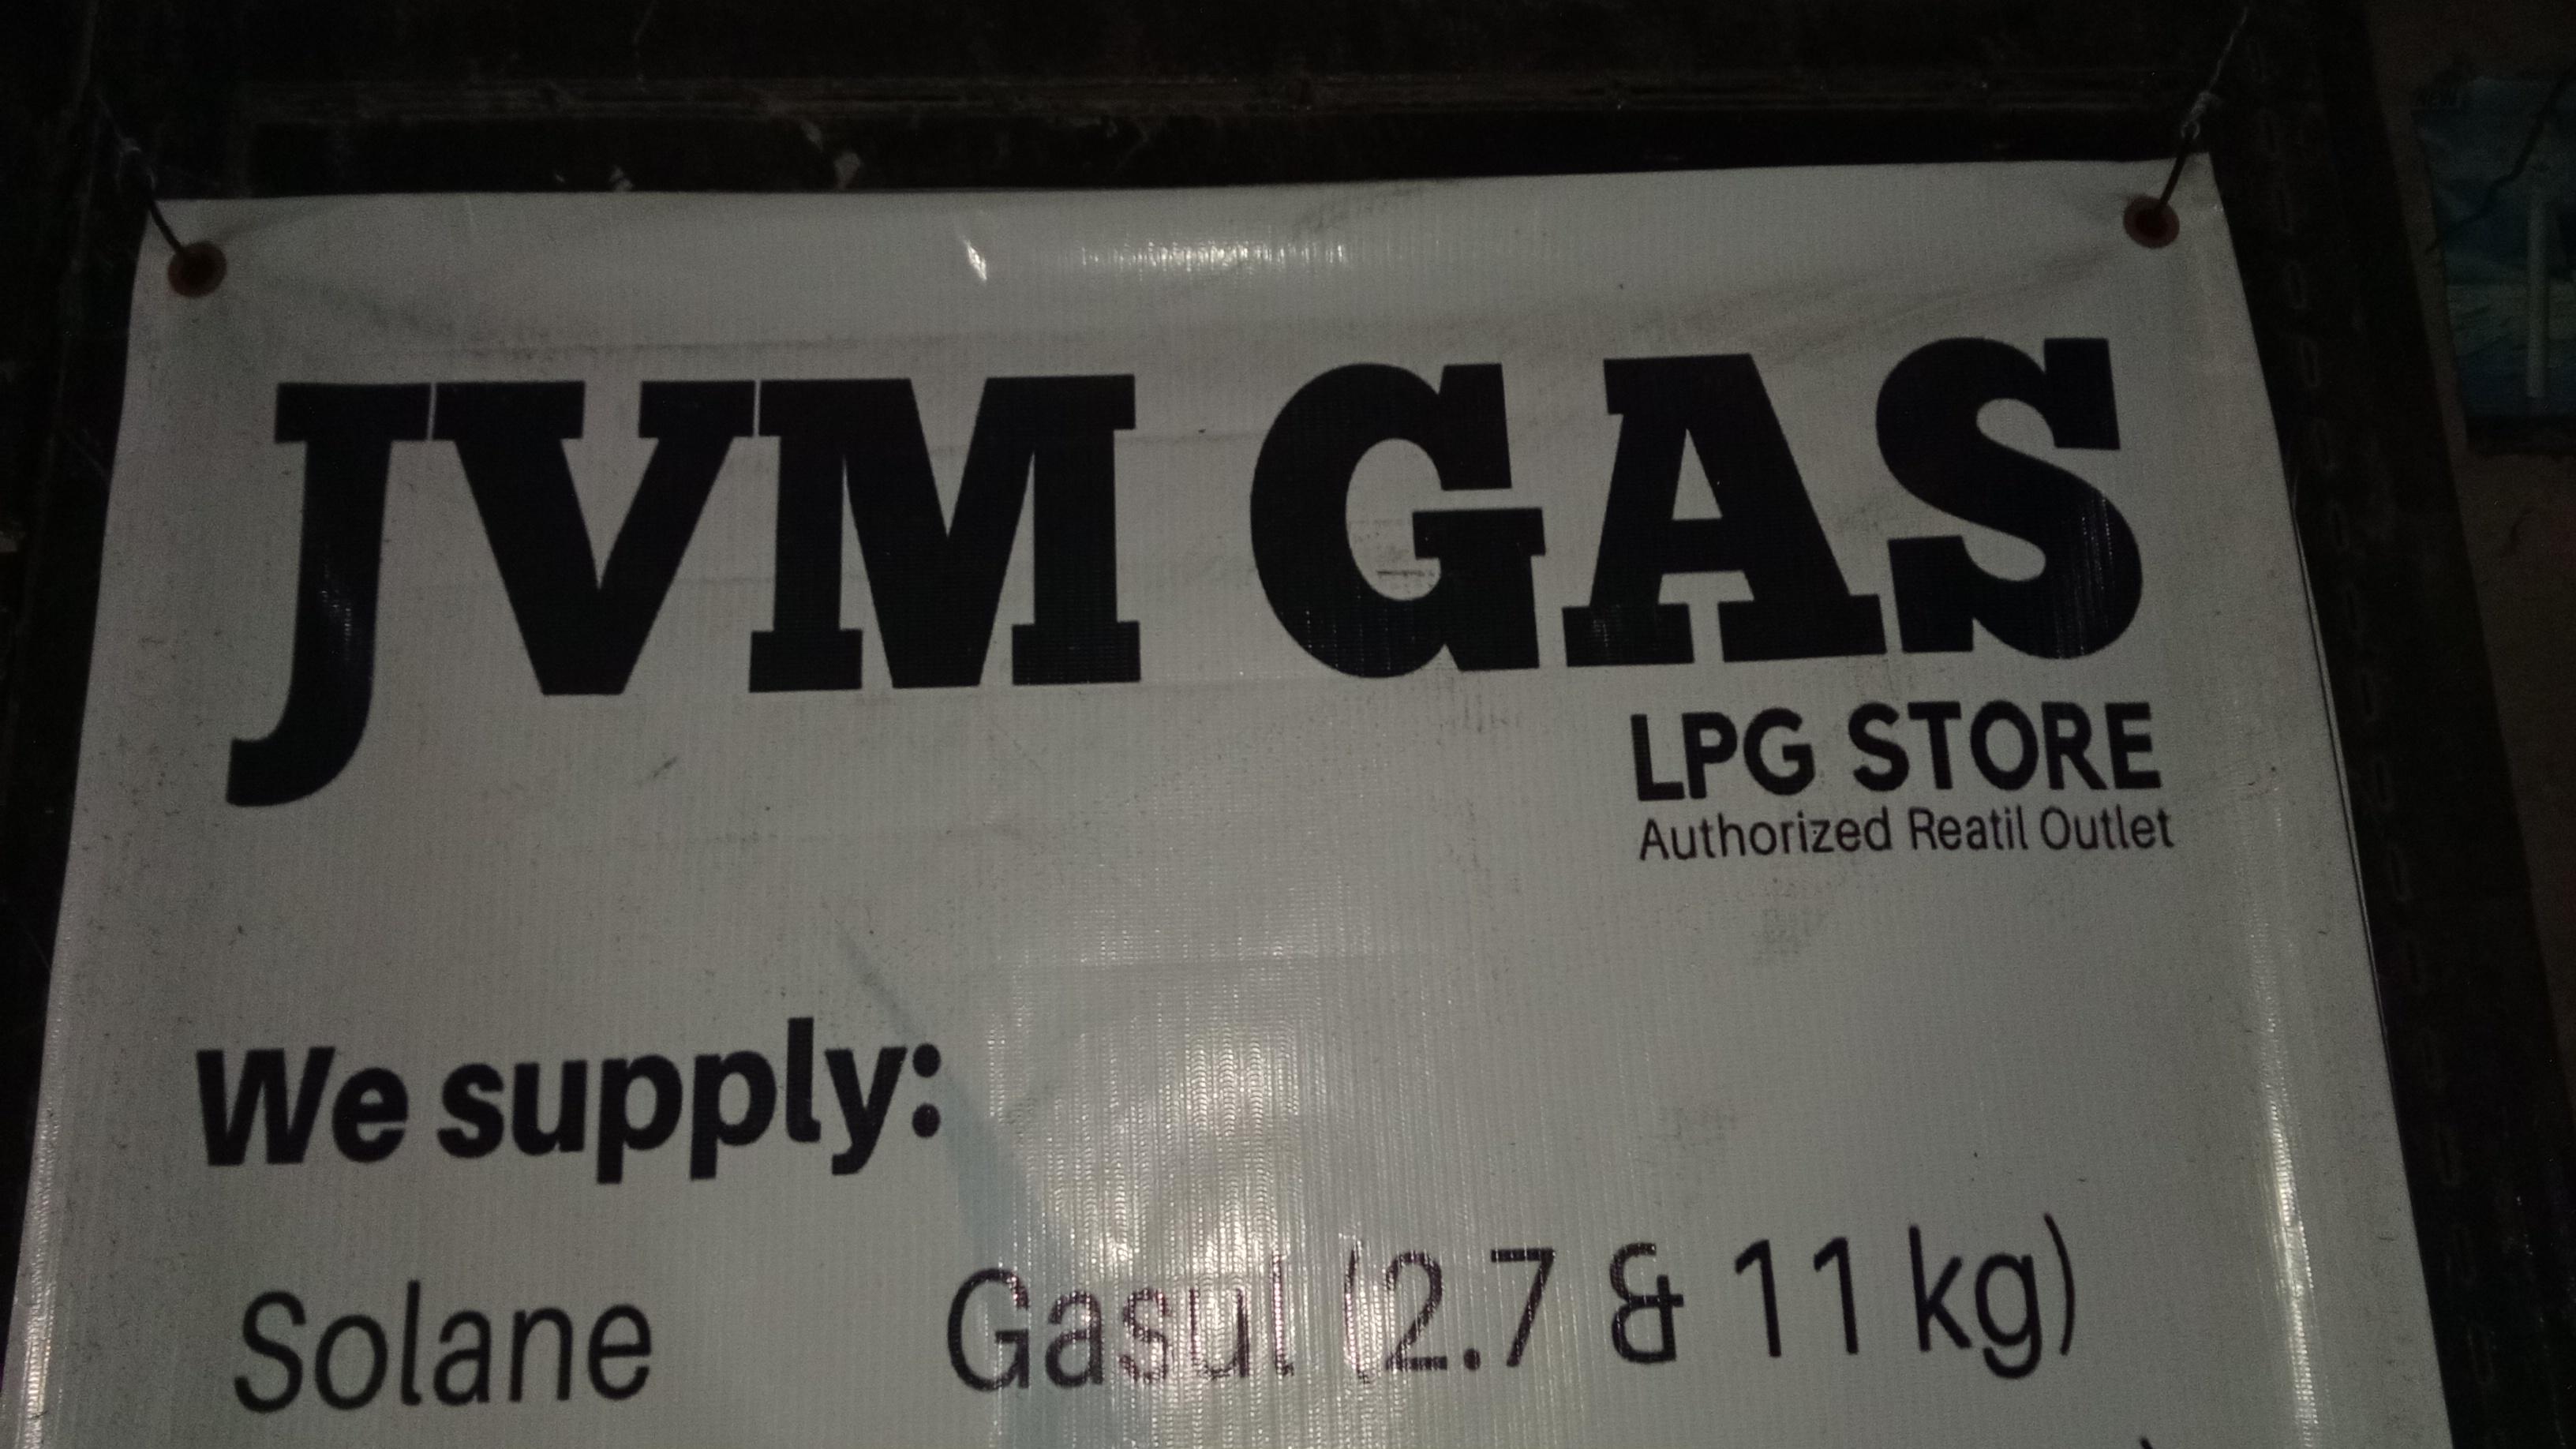 JVM GAS
LPG STORE
Authorized Reatil Outlet
We supply:
Solane Gasul (2.7 & 11 kg)